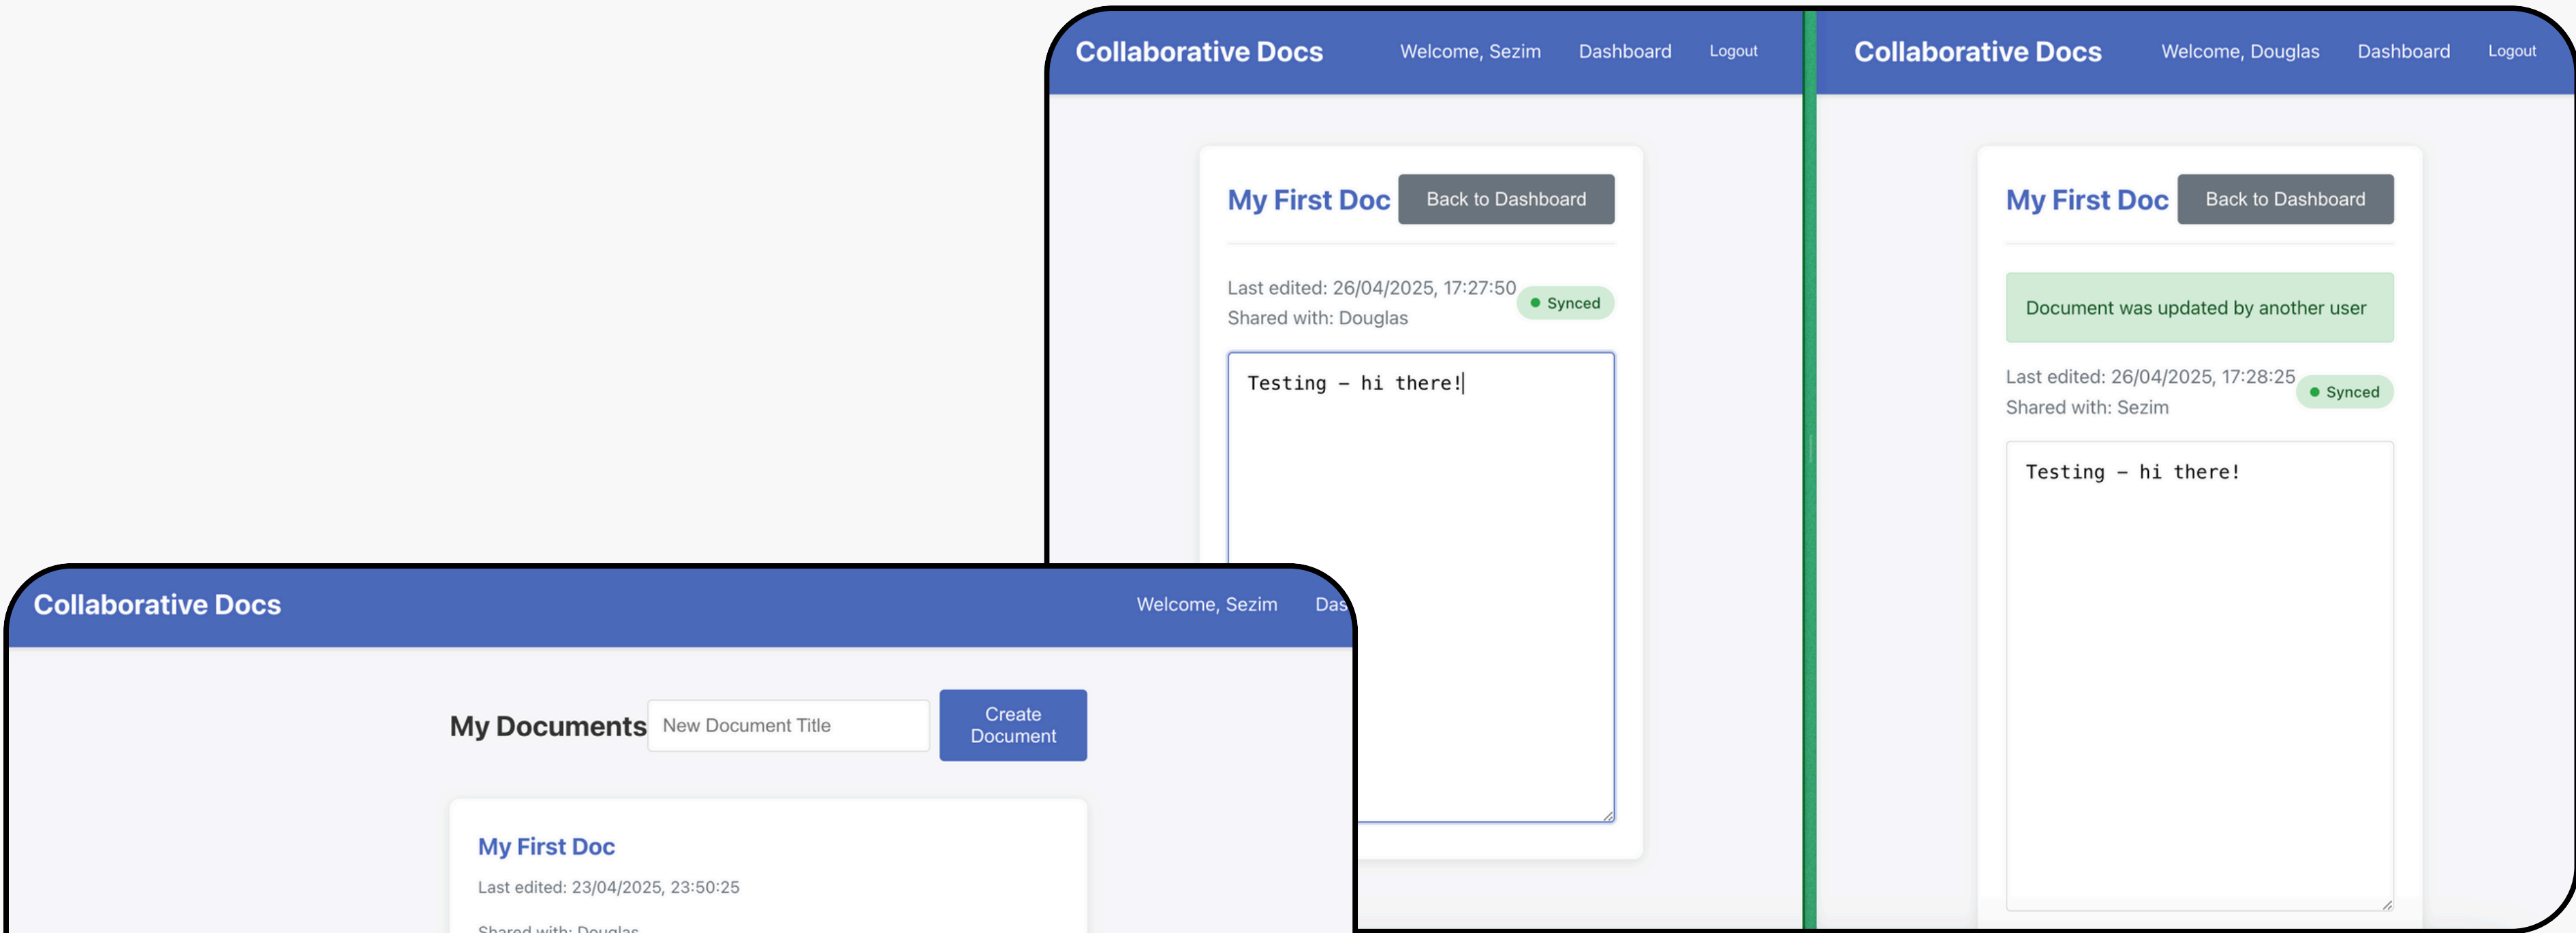 Collaborative Docs
Welcome, Sezim
Dashboard
Logout
My First Doc
Back to Dashboard
Last edited: 26/04/2025, 17:27:50
Shared with: Douglas
Synced
Testing – hi there!
Collaborative Docs
Welcome, Douglas
Dashboard
Logout
My First Doc
Back to Dashboard
Document was updated by another user
Last edited: 26/04/2025, 17:28:25
Shared with: Sezim
Synced
Testing – hi there!
Collaborative Docs
Welcome, Sezim
Das
My Documents
New Document Title
Create
Document
My First Doc
Last edited: 23/04/2025, 23:50:25
Shared with: Douglas